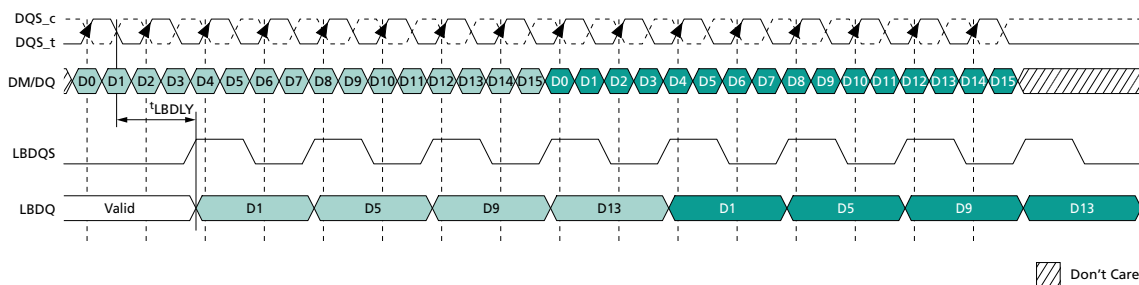 DQS_c
DQS_t
DM/DQ D0 D1 D2 D3 D4 D5 D6 D7 D8 D9 D10 D11 D12 D13 D14 D15 D0 D1 D2 D3 D4 D5 D6 D7 D8 D9 D10 D11 D12 D13 D14 D15
tLBDLY
LBDQS
LBDQ Valid D1 D5 D9 D13 D1 D5 D9 D13
Don't Care